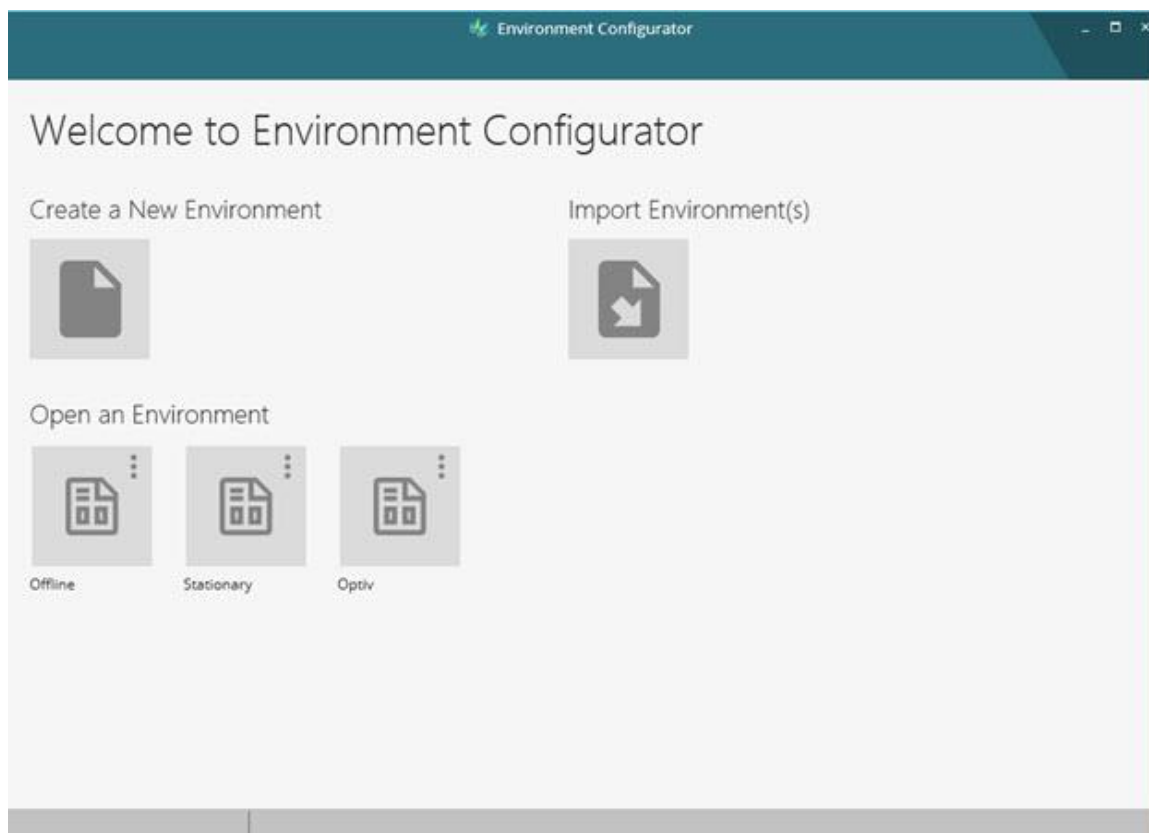 Environment Configurator
Welcome to Environment Configurator
Create a New Environment
Import Environment(s)
Open an Environment
Offline
Stationary
Optiv